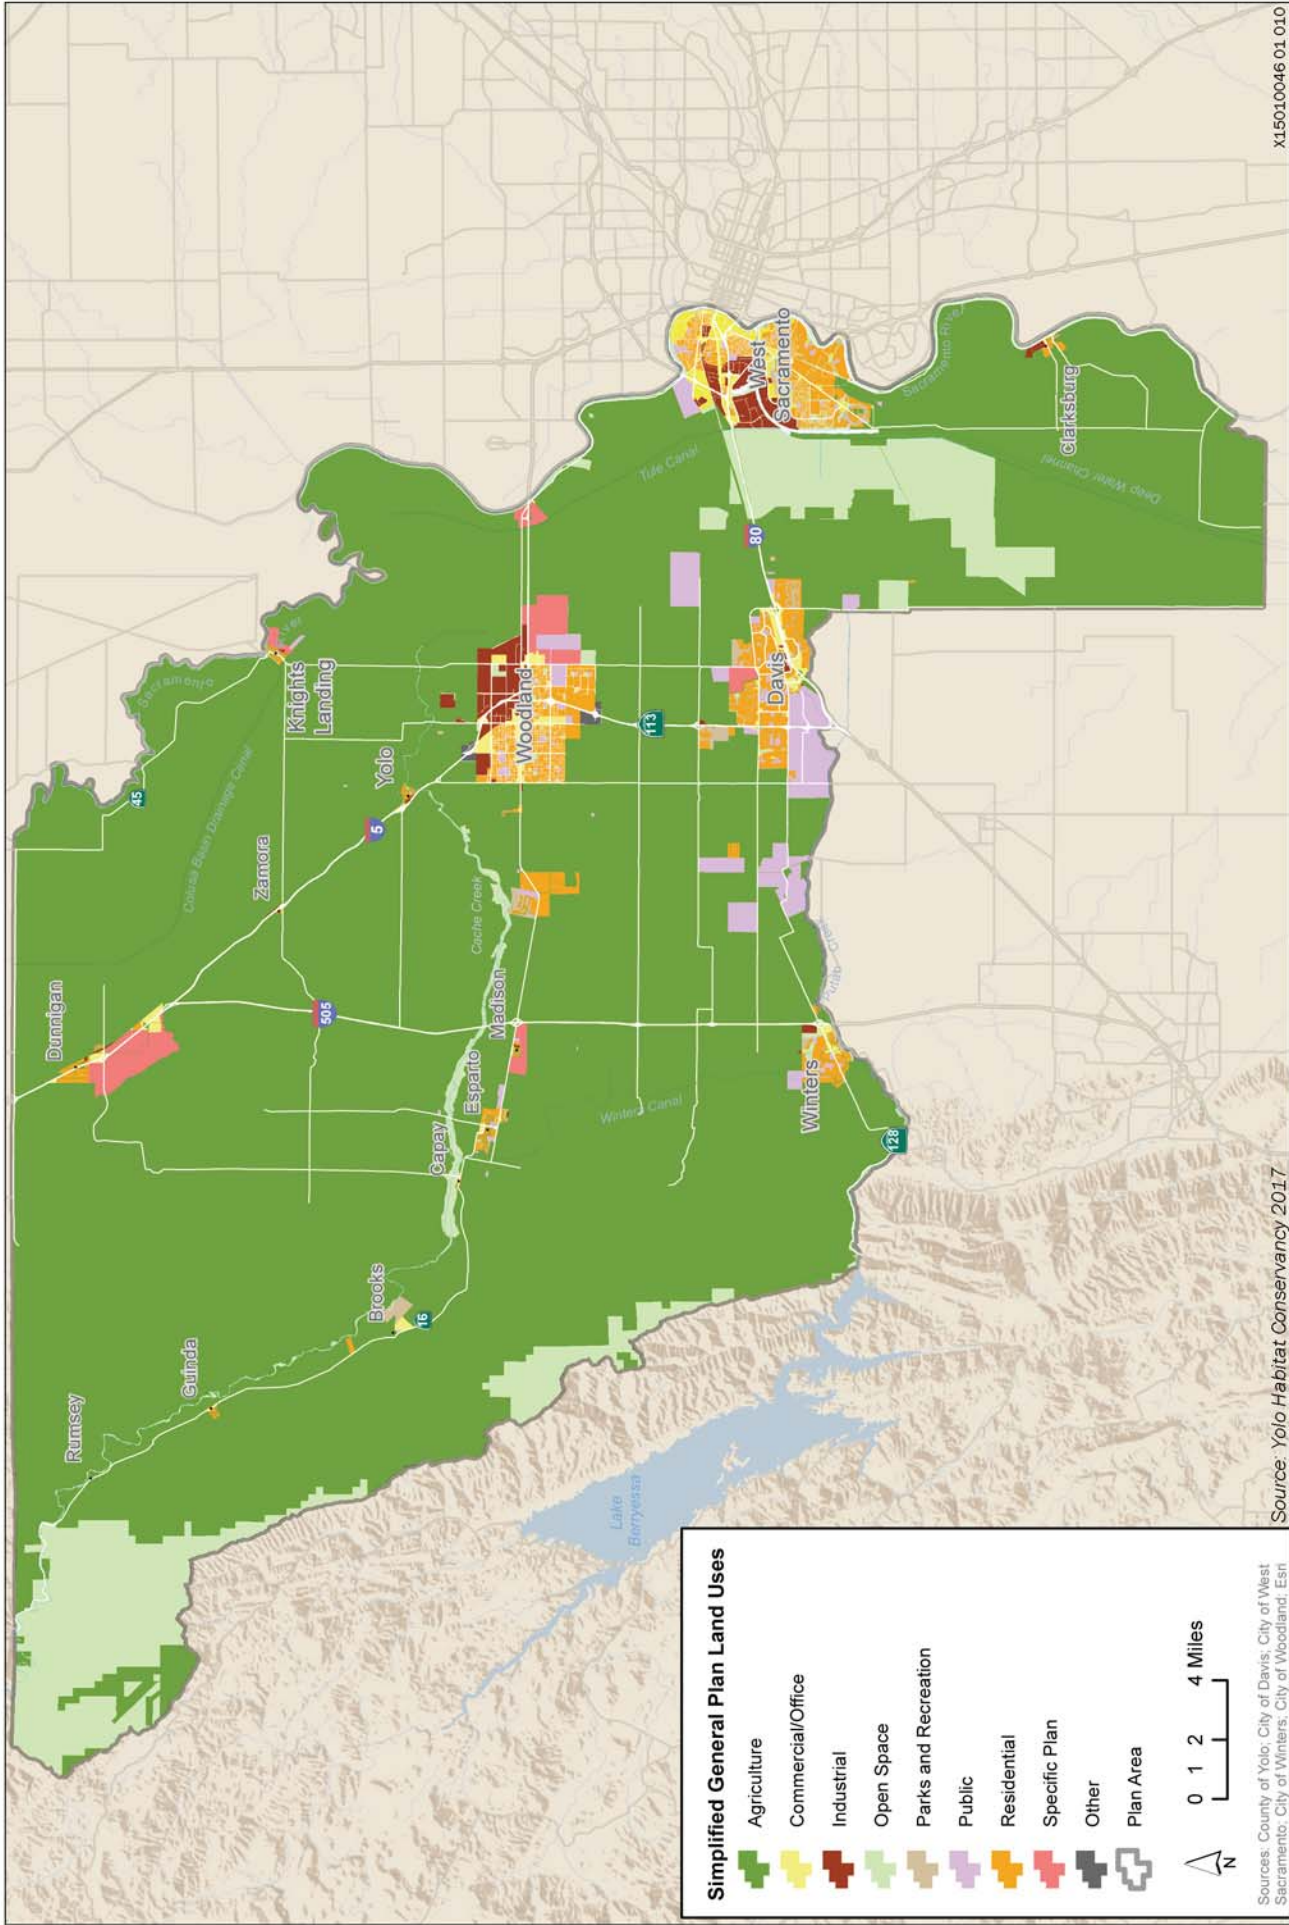 Rumsey
Guinda
Brooks
16
Capay
Esparto
Madison
Dunnigan
505
Zamora
5
Yolo
45
Colusa Basin Drainage Canal
Sacramento
River
Knights
Landing
Cache Creek
Woodland
113
Winters Canal
Winters
128
Putah Creek
Davis
80
Tule Canal
West
Sacramento
Sacramento River
Clarksburg
Deep Water Channel
Lake
Berryessa
Simplified General Plan Land Uses
Agriculture
Commercial/Office
Industrial
Open Space
Parks and Recreation
Public
Residential
Specific Plan
Other
Plan Area
N
0 1 2 4 Miles
Sources: County of Yolo; City of Davis; City of West
Sacramento; City of Winters; City of Woodland; Esri
Source: Yolo Habitat Conservancy 2017
X15010046 01 010